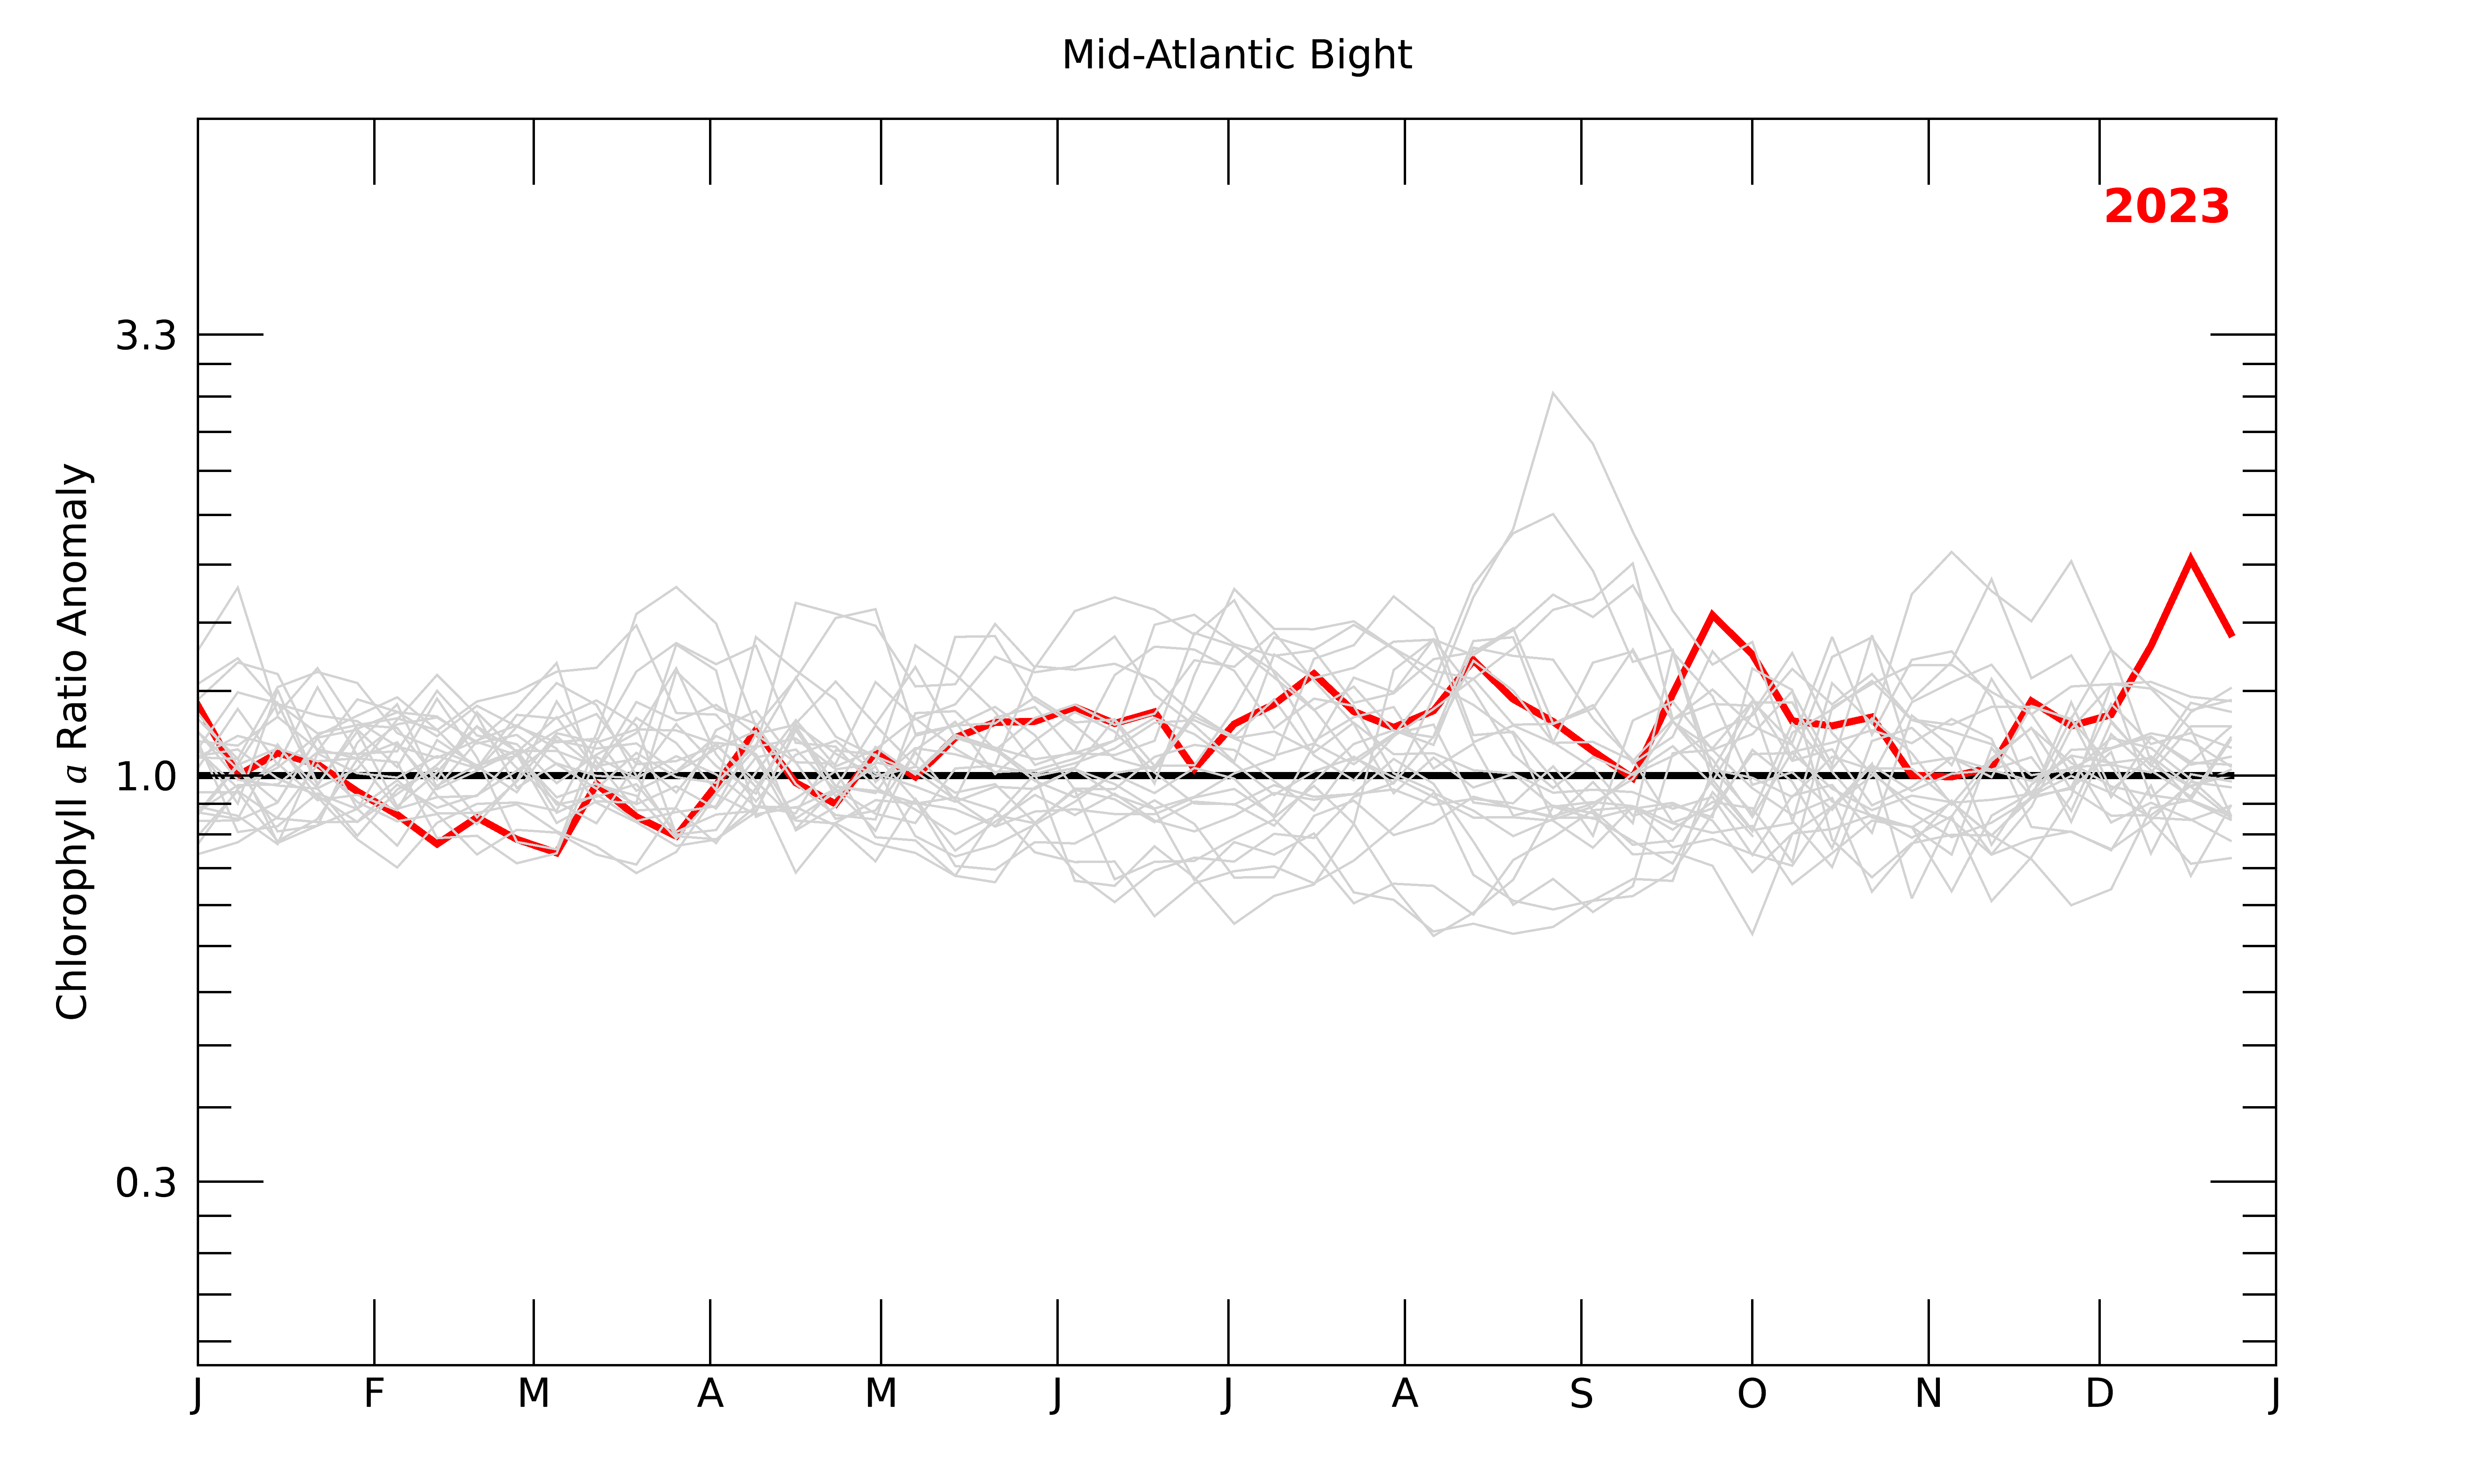 Mid-Atlantic Bight
2023
Chlorophyll a Ratio Anomaly
3.3
1.0
0.3
J F M A M J J A S O N D J